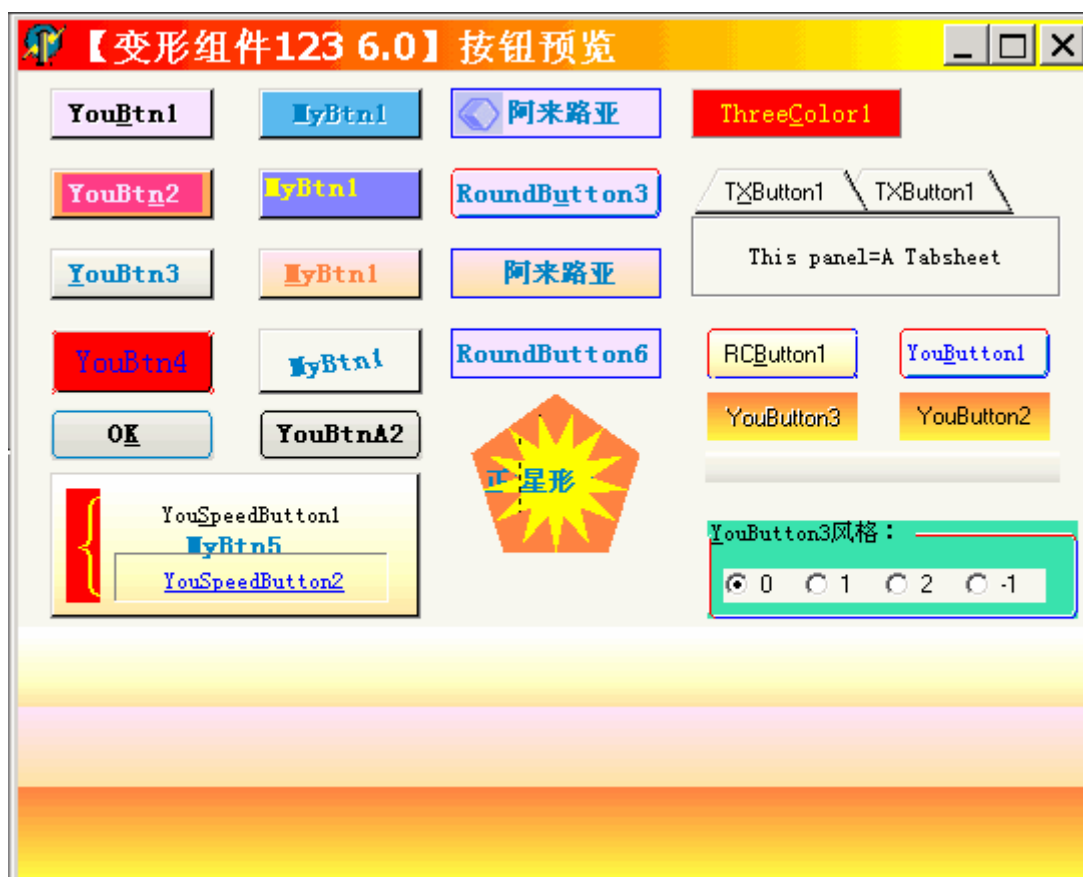 【变形组件123 6.0】按钮预览
YouBtn1 MyBtn1 阿来路亚 ThreeColor1
YouBtn2 MyBtn1 RoundButton3 TXButton1 TXButton1
YouBtn3 MyBtn1 阿来路亚 This panel=A Tabsheet
YouBtn4 MyBtn1 RoundButton6 RCButton1 YouButton1
OK YouBtnA2 YouButton3 YouButton2
正 星形
YouSpeedButton1
MyBtn5
YouSpeedButton2
YouButton3风格：
0 1 2 -1